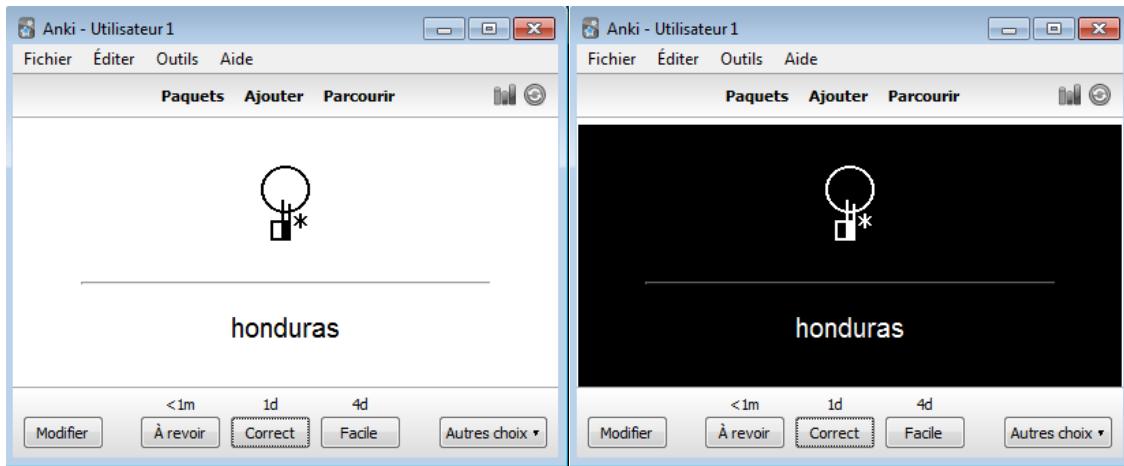 Anki - Utilisateur 1
Fichier Éditer Outils Aide
Paquets Ajouter Parcourir
honduras
<1m 1d 4d
Modifier À revoir Correct Facile Autres choix
Anki - Utilisateur 1
Fichier Éditer Outils Aide
Paquets Ajouter Parcourir
honduras
<1m 1d 4d
Modifier À revoir Correct Facile Autres choix